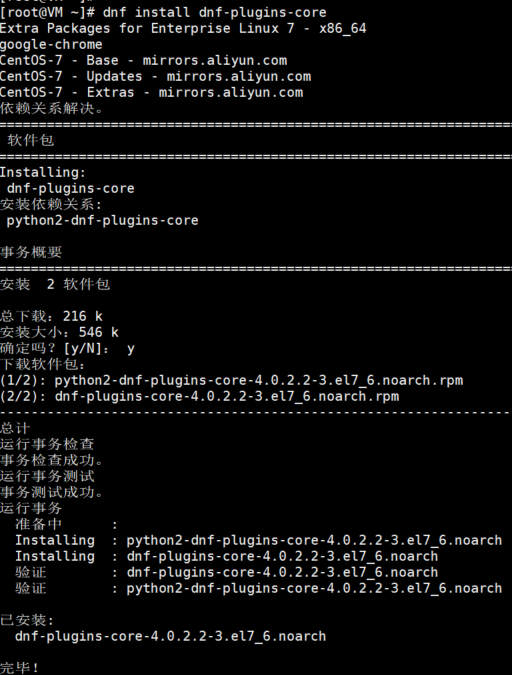 [root@VM ~]#
[root@VM ~]# dnf install dnf-plugins-core
Extra Packages for Enterprise Linux 7 - x86_64
google-chrome
CentOS-7 - Base - mirrors.aliyun.com
CentOS-7 - Updates - mirrors.aliyun.com
CentOS-7 - Extras - mirrors.aliyun.com
依赖关系解决。
================================================================
 软件包
================================================================
Installing:
 dnf-plugins-core
安装依赖关系:
 python2-dnf-plugins-core

事务概要
================================================================
安装  2 软件包

总下载：216 k
安装大小：546 k
确定吗？[y/N]： y
下载软件包：
(1/2): python2-dnf-plugins-core-4.0.2.2-3.el7_6.noarch.rpm
(2/2): dnf-plugins-core-4.0.2.2-3.el7_6.noarch.rpm
----------------------------------------------------------------
总计
运行事务检查
事务检查成功。
运行事务测试
事务测试成功。
运行事务
  准备中      :
  Installing  : python2-dnf-plugins-core-4.0.2.2-3.el7_6.noarch
  Installing  : dnf-plugins-core-4.0.2.2-3.el7_6.noarch
  验证        : dnf-plugins-core-4.0.2.2-3.el7_6.noarch
  验证        : python2-dnf-plugins-core-4.0.2.2-3.el7_6.noarch

已安装:
  dnf-plugins-core-4.0.2.2-3.el7_6.noarch

完毕！